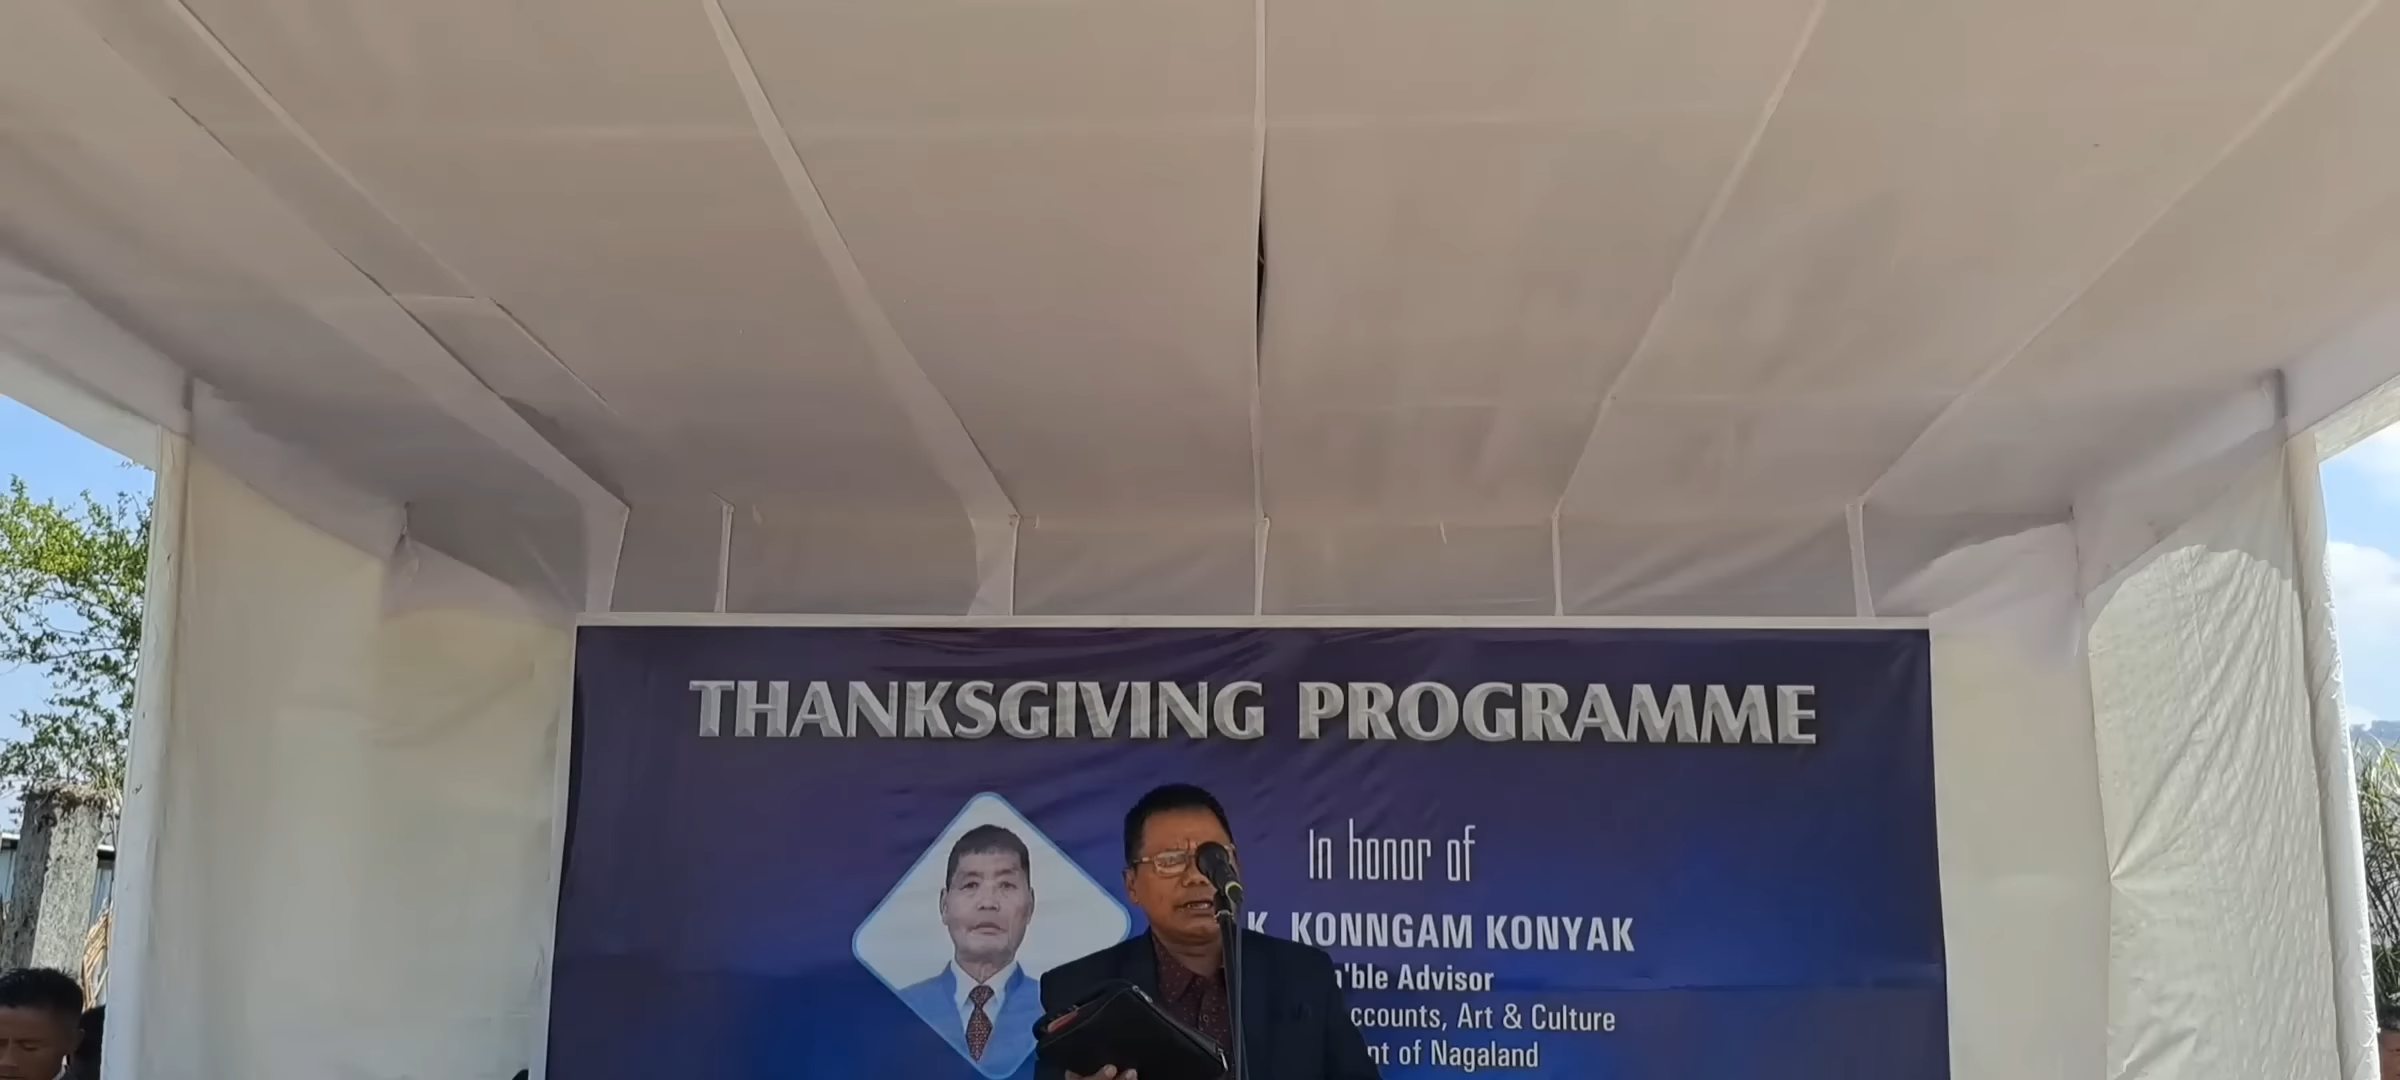 THANKSGIVING PROGRAMME
In honor of
K. KONNGAM KONYAK
n'ble Advisor
ccounts, Art & Culture
nt of Nagaland